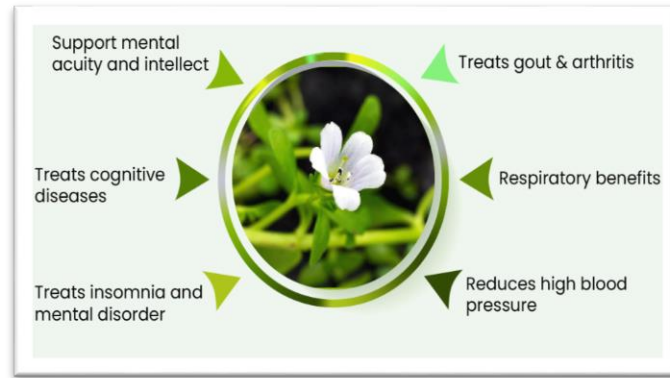 Support mental
acuity and intellect
Treats gout & arthritis
Treats cognitive
diseases
Respiratory benefits
Treats insomnia and
mental disorder
Reduces high blood
pressure